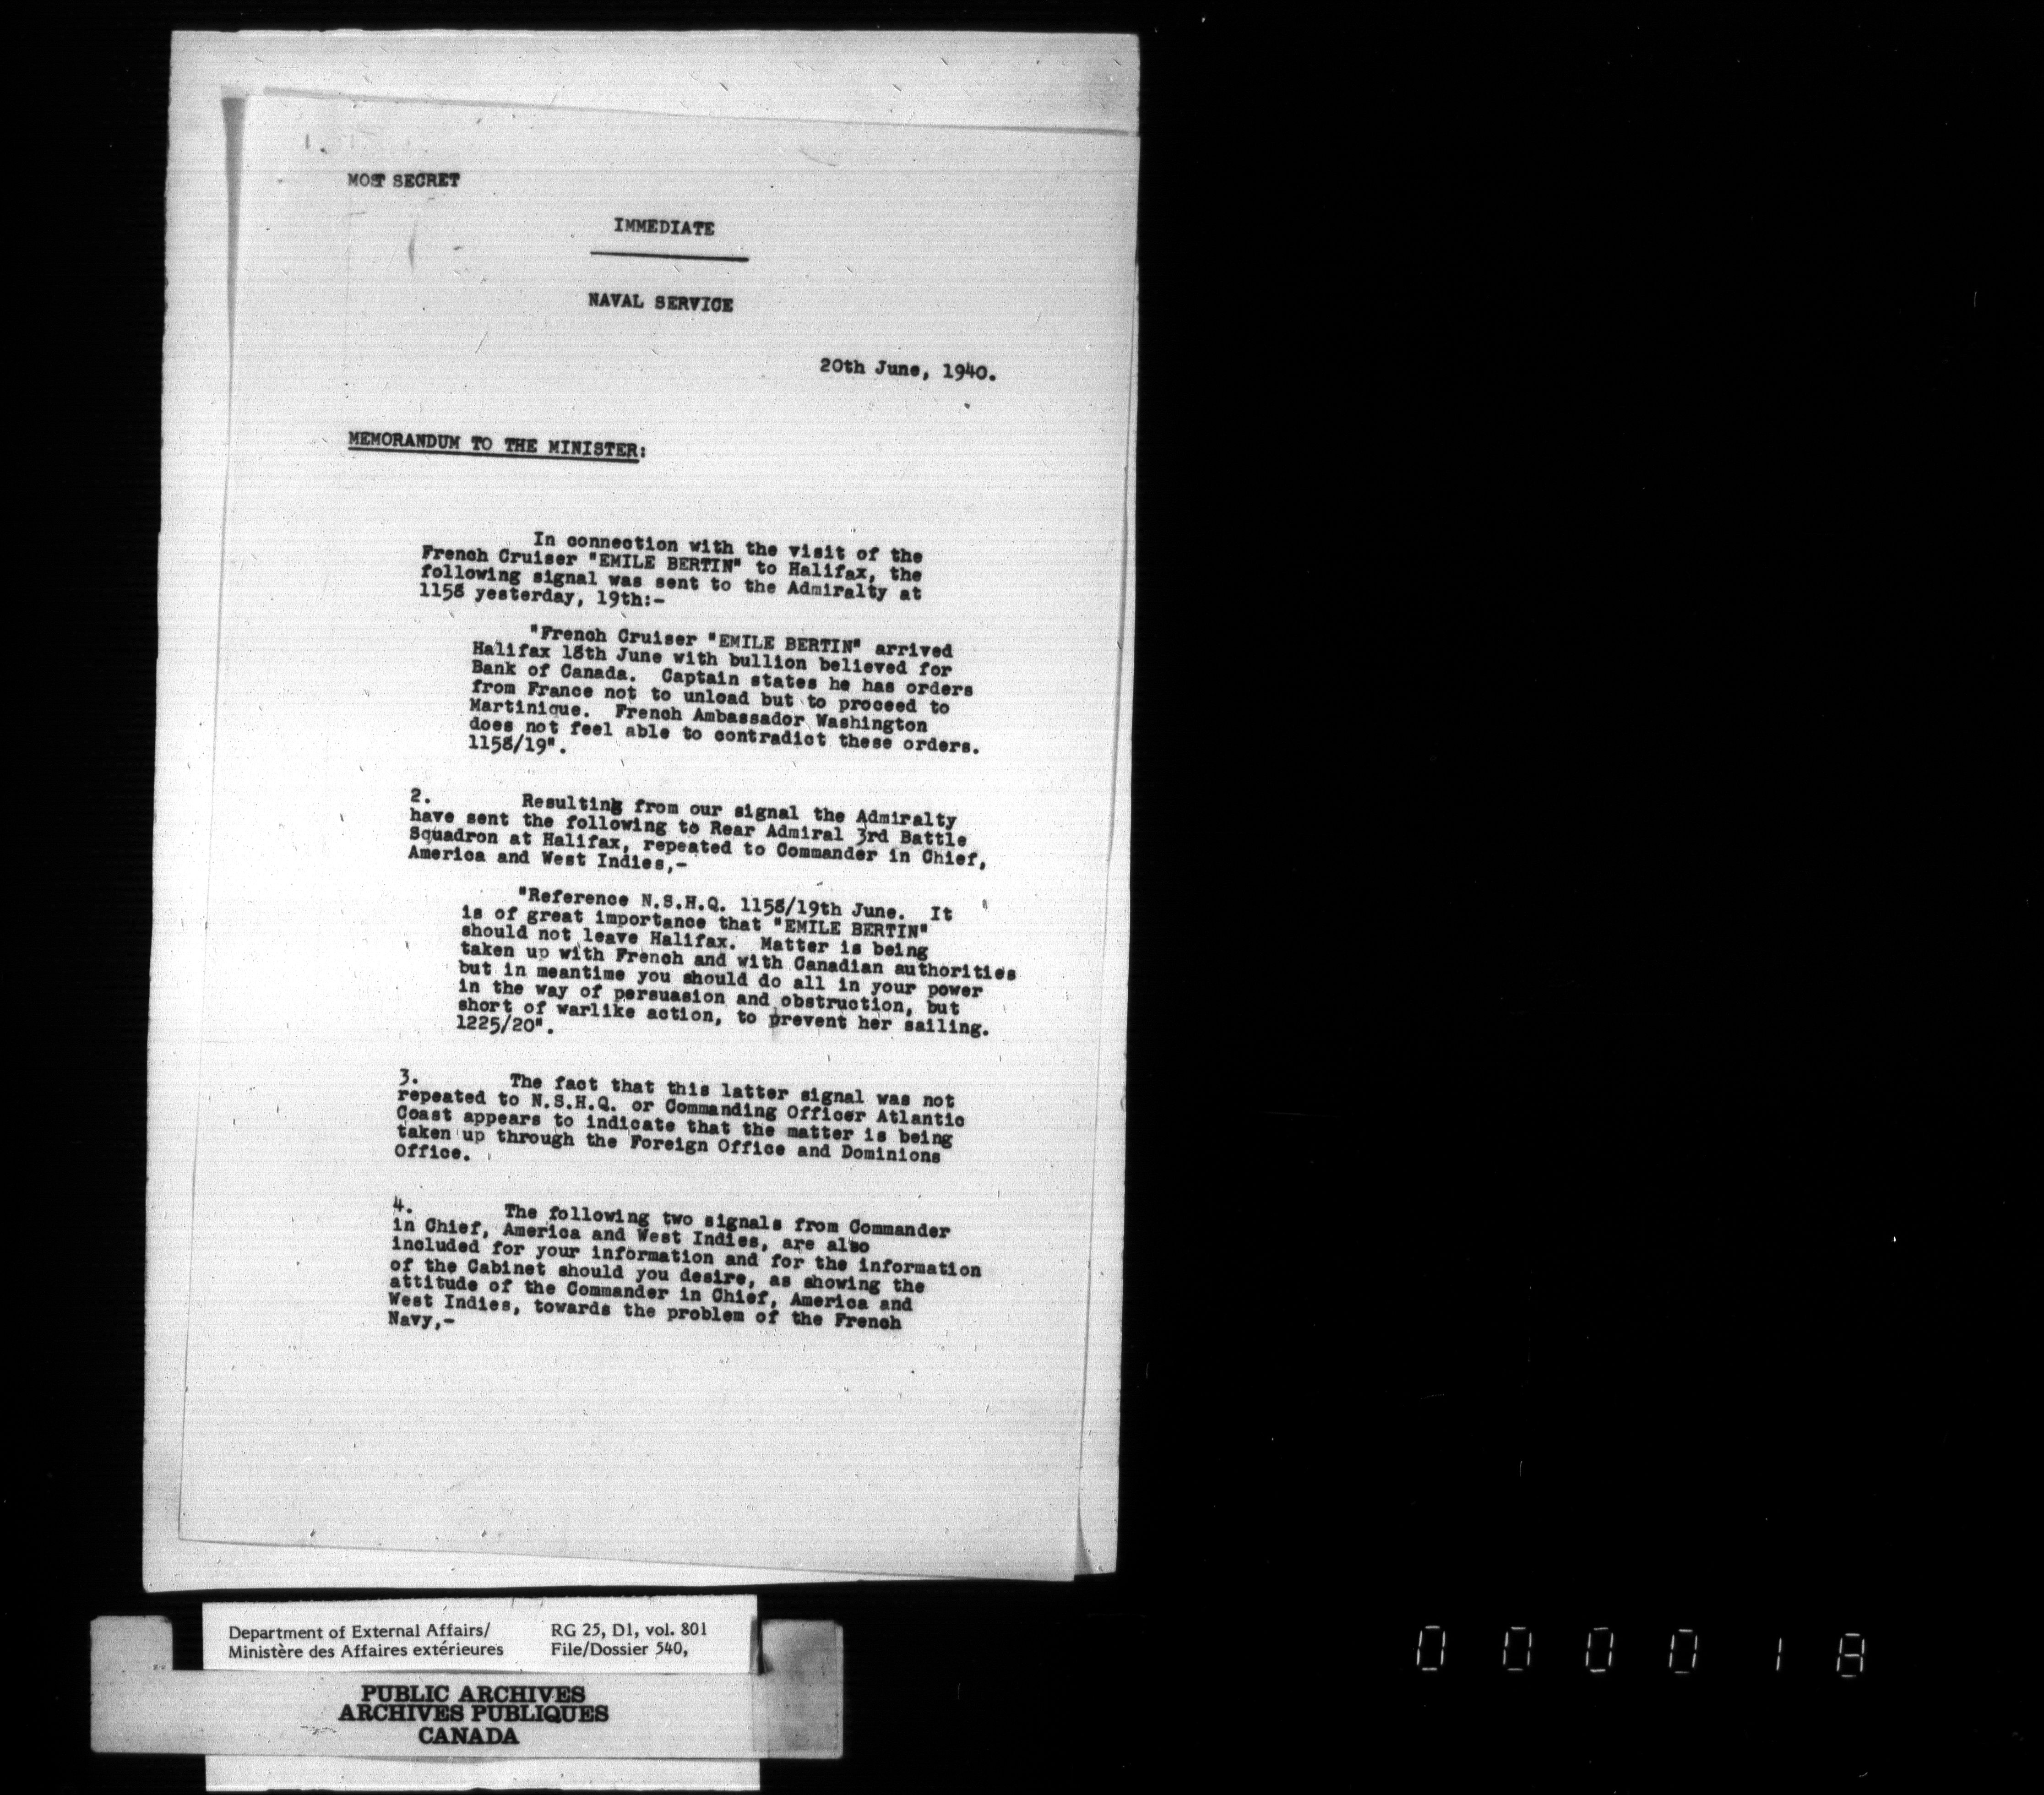 MOST SECRET
IMMEDIATE
NAVAL SERVICE
20th June, 1940.
MEMORANDUM TO THE MINISTER:
In connection with the visit of the
French Cruiser "EMILE BERTIN" to Halifax, the
following signal was sent to the Admiralty at
1158 yesterday, 19th:-
"French Cruiser "EMILE BERTIN" arrived
Halifax 18th June with bullion believed for
Bank of Canada. Captain states he has orders
from France not to unload but to proceed to
Martinique. French Ambassador Washington
does not feel able to contradict these orders.
1158/19".
2. Resulting from our signal the Admiralty
have sent the following to Rear Admiral 3rd Battle
Squadron at Halifax, repeated to Commander in Chief,
America and West Indies,-
"Reference N.S.H.Q. 1158/19th June. It
is of great importance that "EMILE BERTIN"
should not leave Halifax. Matter is being
taken up with French and with Canadian authorities
but in meantime you should do all in your power
in the way of persuasion and obstruction, but
short of warlike action, to prevent her sailing.
1225/20".
3. The fact that this latter signal was not
repeated to N.S.H.Q. or Commanding Officer Atlantic
Coast appears to indicate that the matter is being
taken up through the Foreign Office and Dominions
Office.
4. The following two signals from Commander
in Chief, America and West Indies, are also
included for your information and for the information
of the Cabinet should you desire, as showing the
attitude of the Commander in Chief, America and
West Indies, towards the problem of the French
Navy,-
Department of External Affairs/ RG 25, D1, vol. 801
Ministère des Affaires extérieures File/Dossier 540,
PUBLIC ARCHIVES
ARCHIVES PUBLIQUES
CANADA
000018